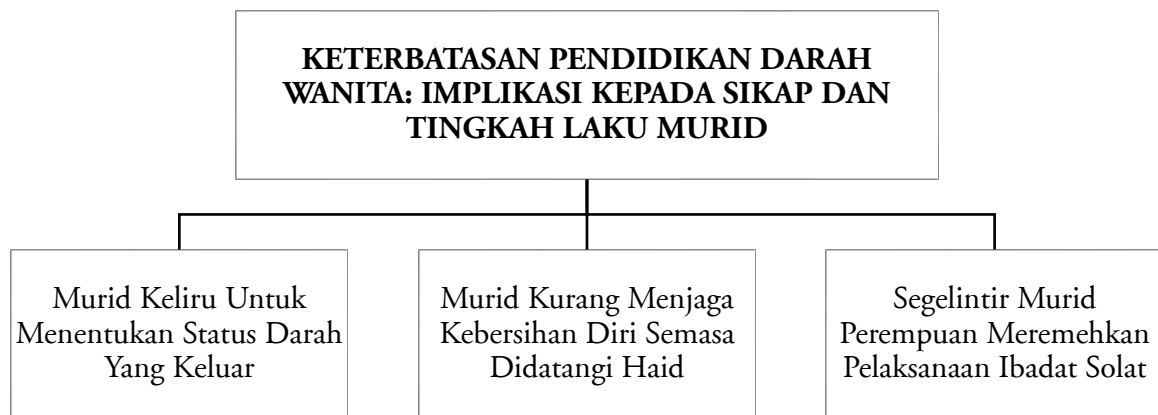 KETERBATASAN PENDIDIKAN DARAH
WANITA: IMPLIKASI KEPADA SIKAP DAN
TINGKAH LAKU MURID
Murid Keliru Untuk
Menentukan Status Darah
Yang Keluar
Murid Kurang Menjaga
Kebersihan Diri Semasa
Didatangi Haid
Segelintir Murid
Perempuan Meremehkan
Pelaksanaan Ibadat Solat